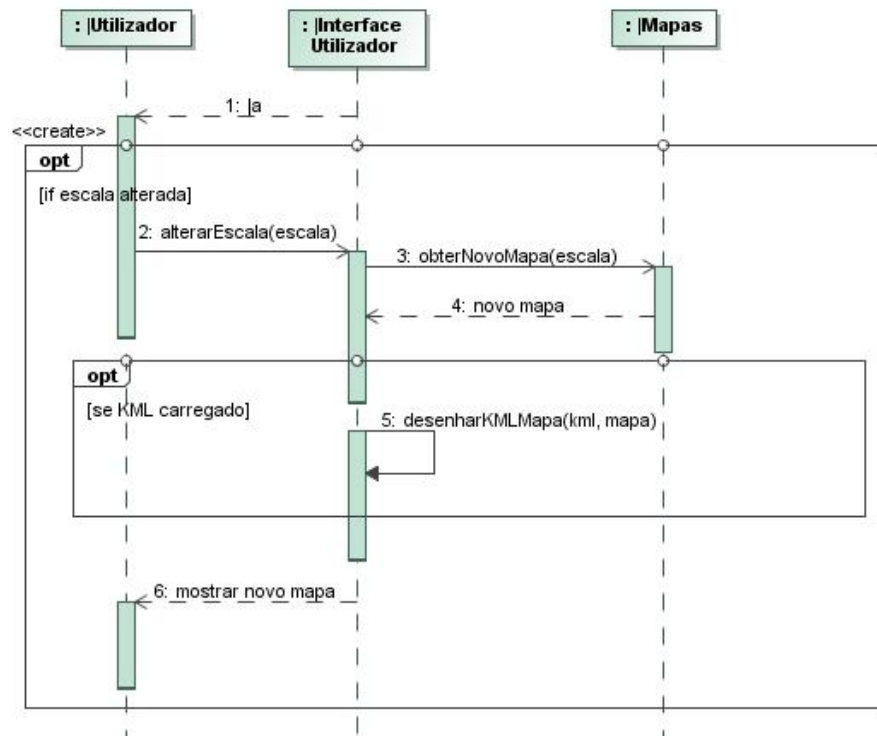 : |Utilizador
: |Interface
Utilizador
: |Mapas
1: |a
<<create>>
opt
[if escala alterada]
2: alterarEscala(escala)
3: obterNovoMapa(escala)
4: novo mapa
opt
[se KML carregado]
5: desenharKMLMapa(kml, mapa)
6: mostrar novo mapa